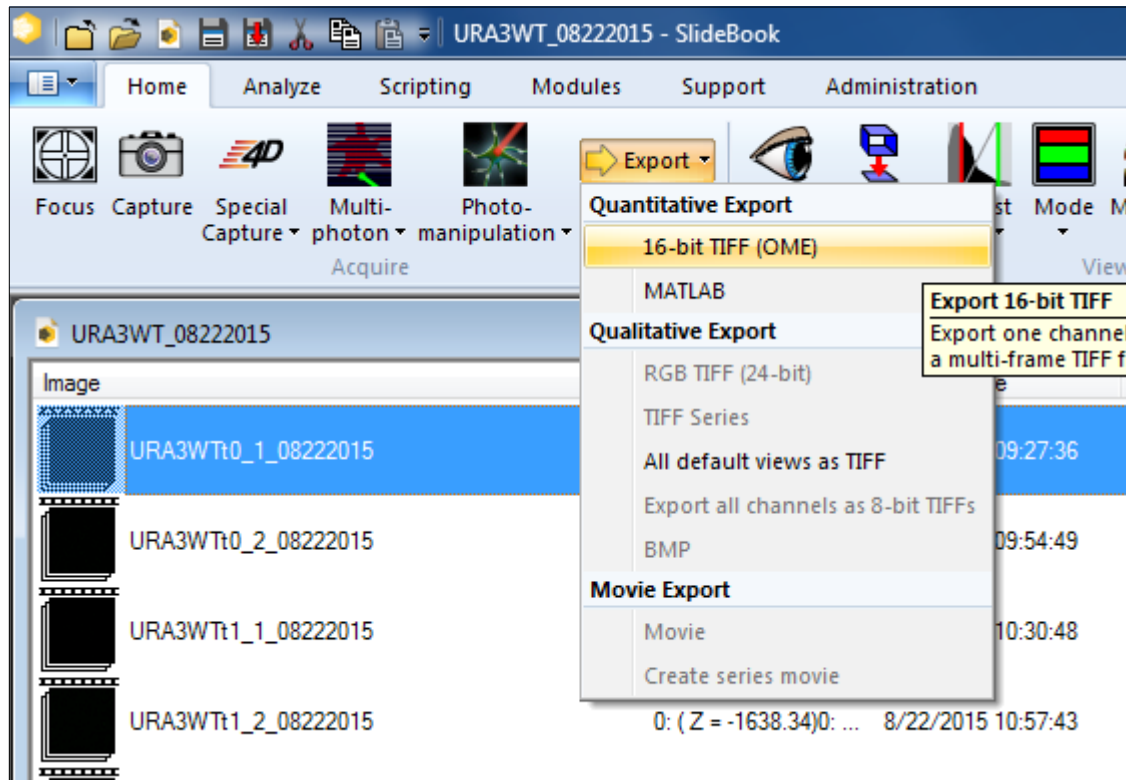 URA3WT_08222015 - SlideBook
Home Analyze Scripting Modules Support Administration
4D
Export
Focus Capture Special Capture Multi-photon Photo-manipulation
Mode
Acquire
View
Quantitative Export
16-bit TIFF (OME)
MATLAB
Qualitative Export
RGB TIFF (24-bit)
TIFF Series
All default views as TIFF
Export all channels as 8-bit TIFFs
BMP
Movie Export
Movie
Create series movie
Export 16-bit TIFF
Export one channel
a multi-frame TIFF f
URA3WT_08222015
Image
URA3WTt0_1_08222015 09:27:36
URA3WTt0_2_08222015 09:54:49
URA3WTt1_1_08222015 10:30:48
URA3WTt1_2_08222015 0: ( Z = -1638.34)0: ... 8/22/2015 10:57:43